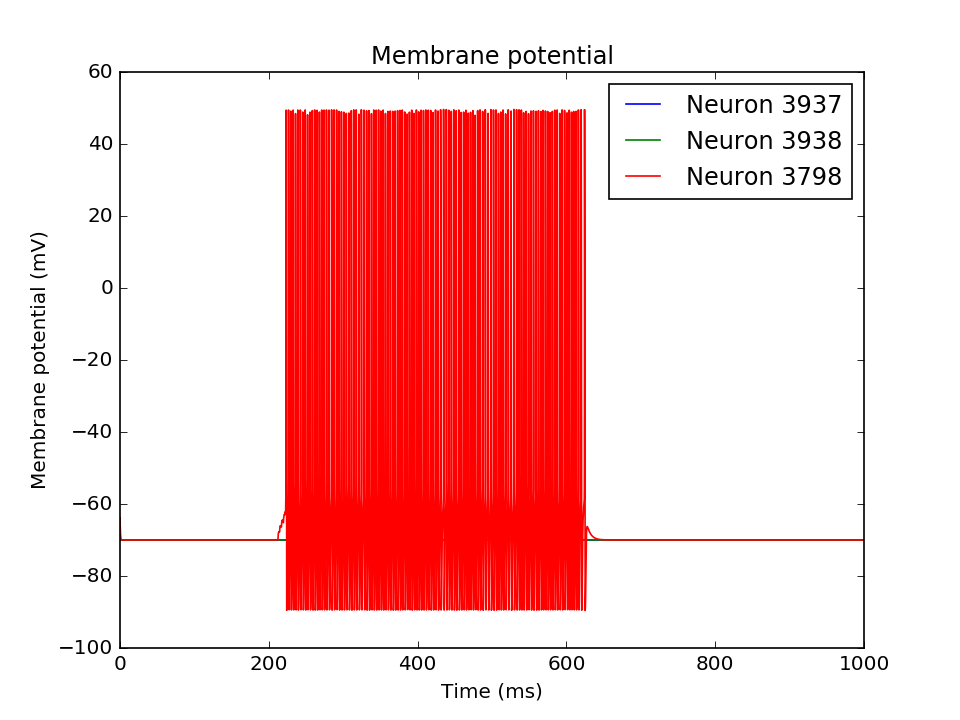 Membrane potential
60
40
20
0
−20
−40
−60
−80
−100
Membrane potential (mV)
Neuron 3937
Neuron 3938
Neuron 3798
0 200 400 600 800 1000
Time (ms)